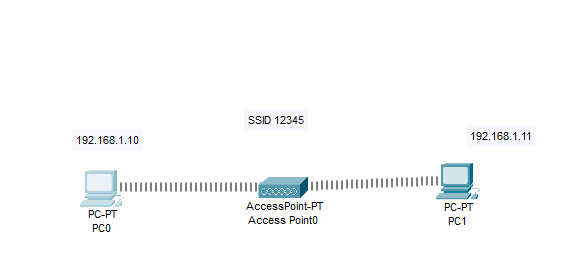 SSID 12345
192.168.1.10
192.168.1.11
PC-PT
PC0
AccessPoint-PT
Access Point0
PC-PT
PC1